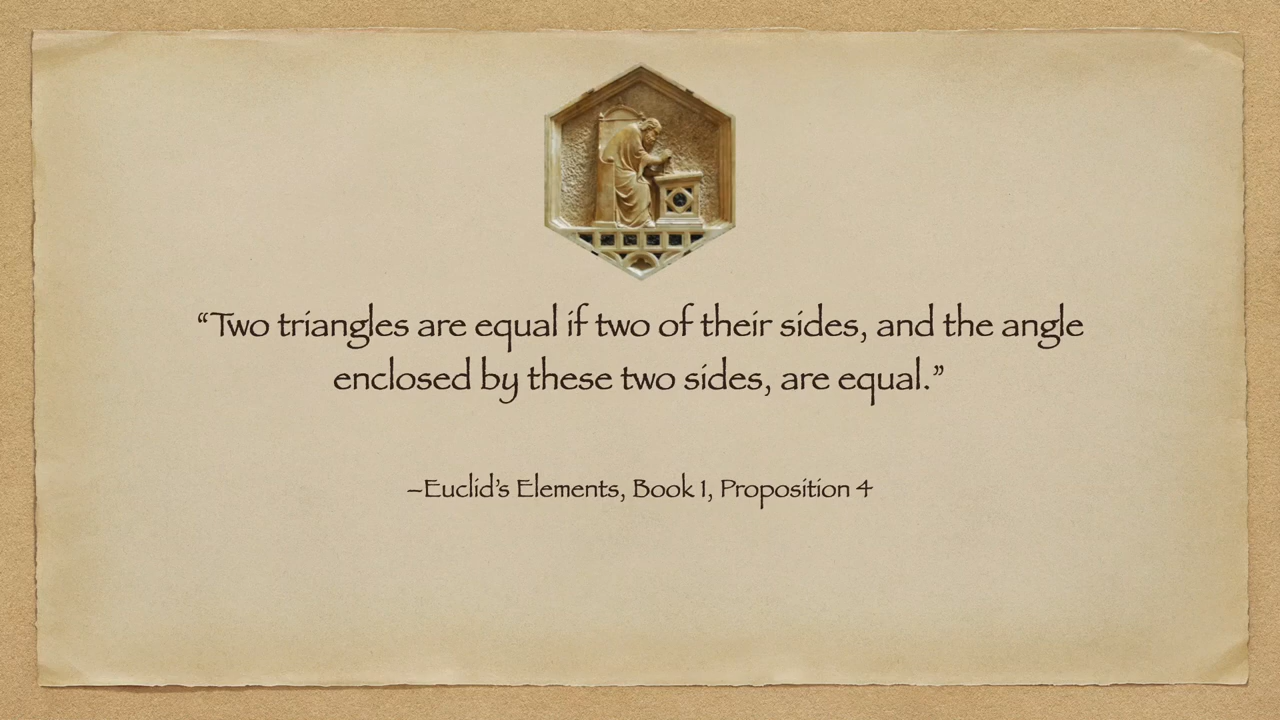 “Two triangles are equal if two of their sides, and the angle
enclosed by these two sides, are equal.”
–Euclid’s Elements, Book 1, Proposition 4